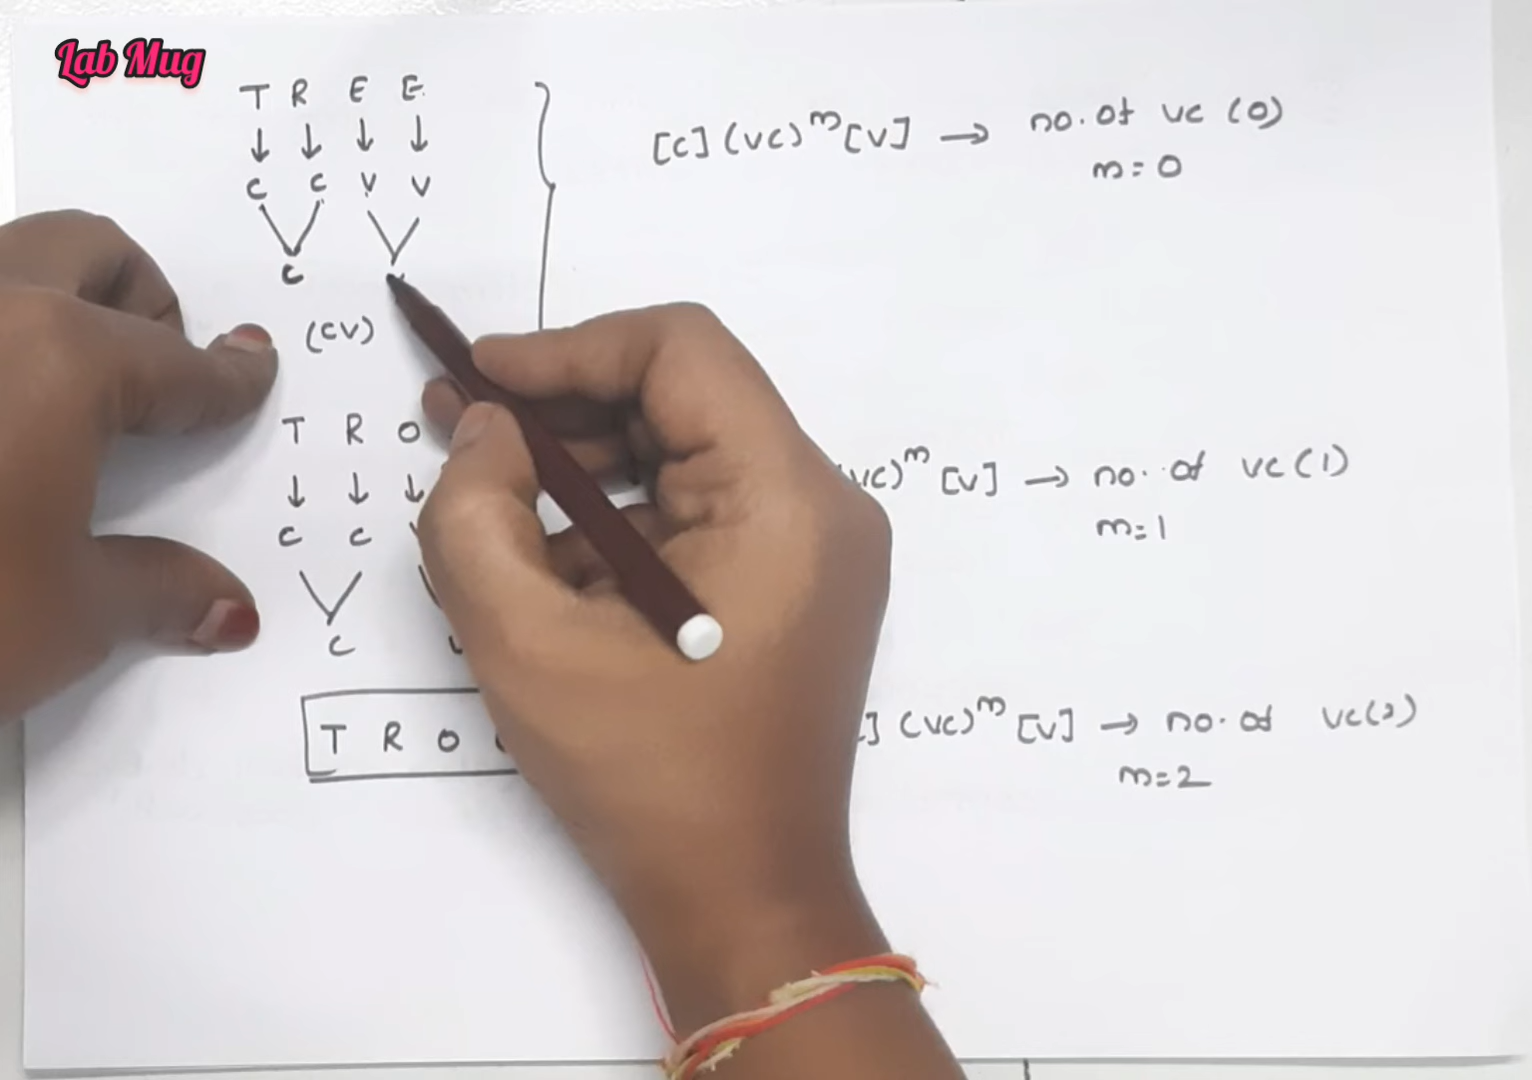 Lab Mug
T R E E
↓ ↓ ↓ ↓
C C V V
C
(CV)
[C] (VC)^m [V] → no. of VC (0)
m = 0
T R O
↓ ↓ ↓
C C
C
(VC)^m [V] → no. of VC (1)
m = 1
T R O
] (VC)^m [V] → no. of VC (2)
m = 2